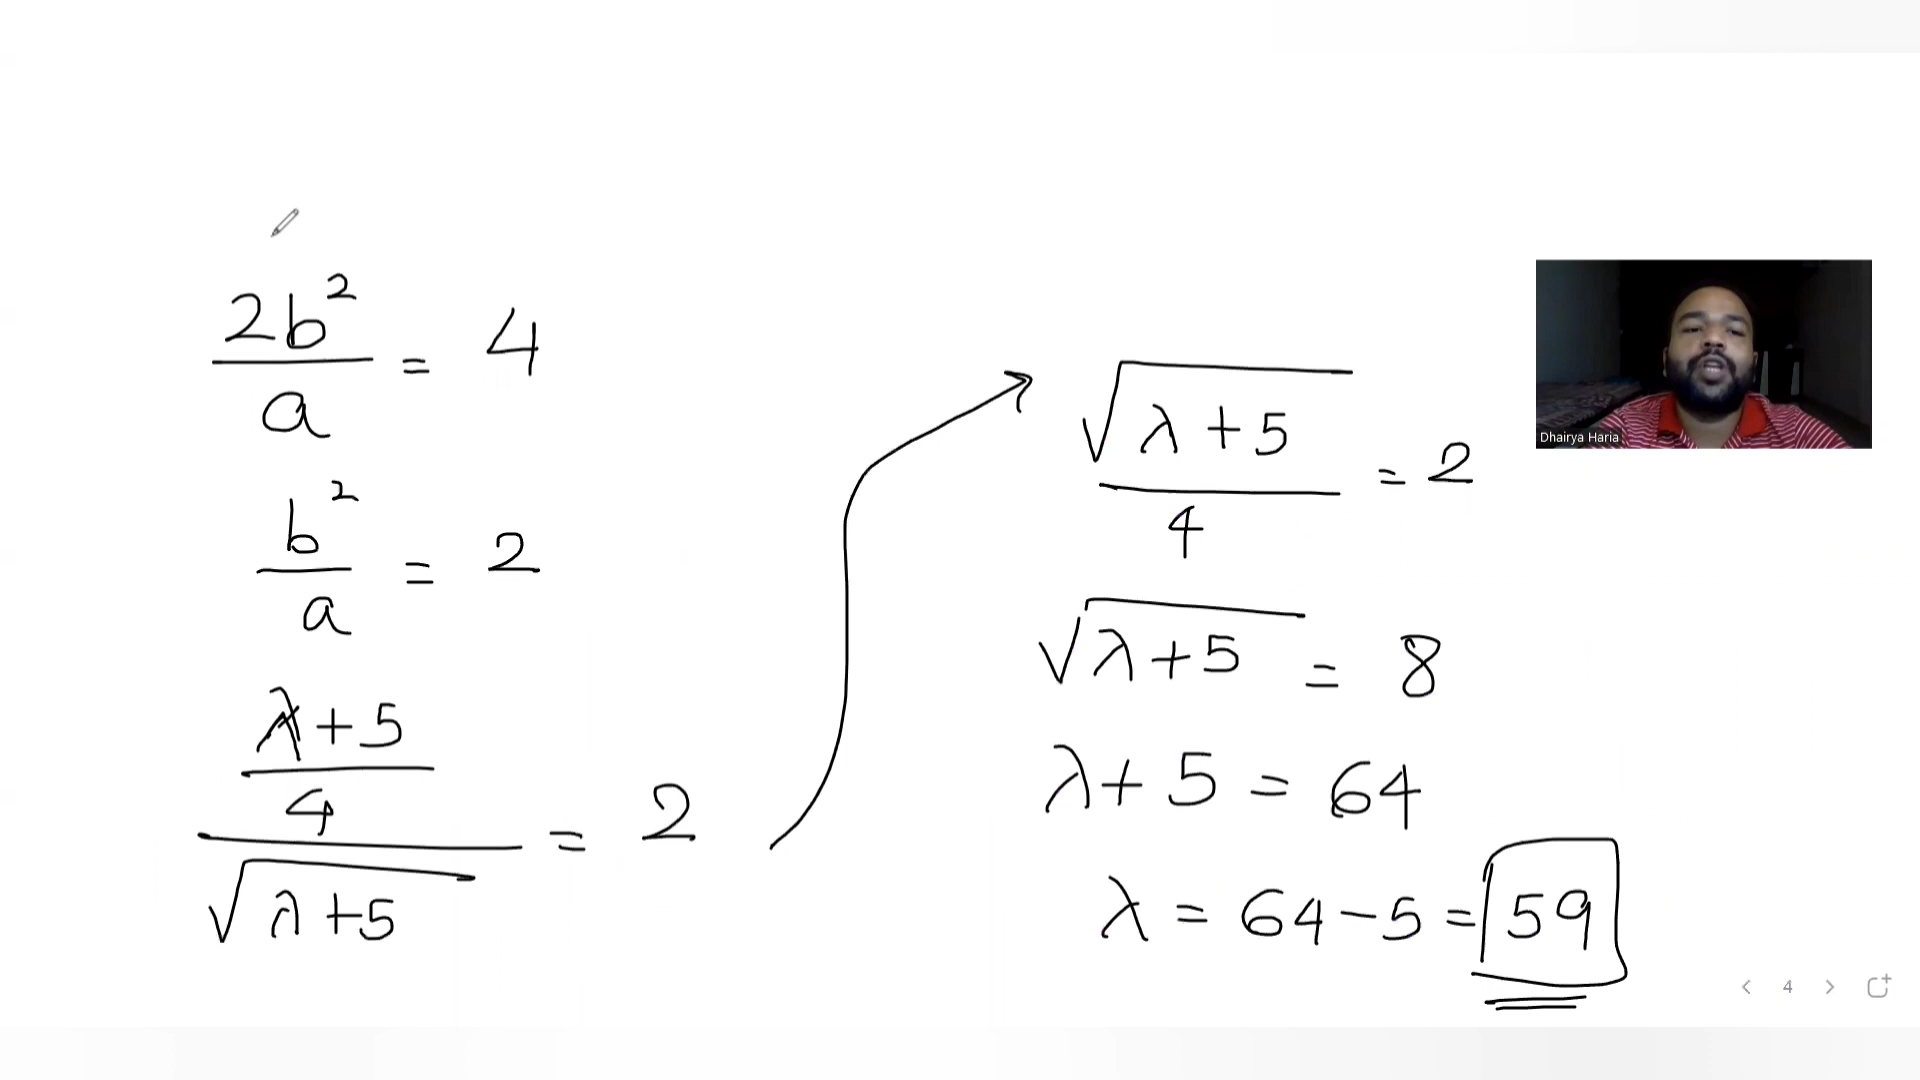 2b²/a = 4
b²/a = 2
((λ+5)/4)/√(λ+5) = 2
√(λ+5)/4 = 2
√(λ+5) = 8
λ+5 = 64
λ = 64-5 = 59
Dhairya Haria
4